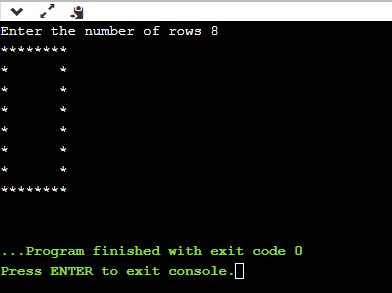 Enter the number of rows 8
********
*      *
*      *
*      *
*      *
*      *
*      *
********
...Program finished with exit code 0
Press ENTER to exit console.